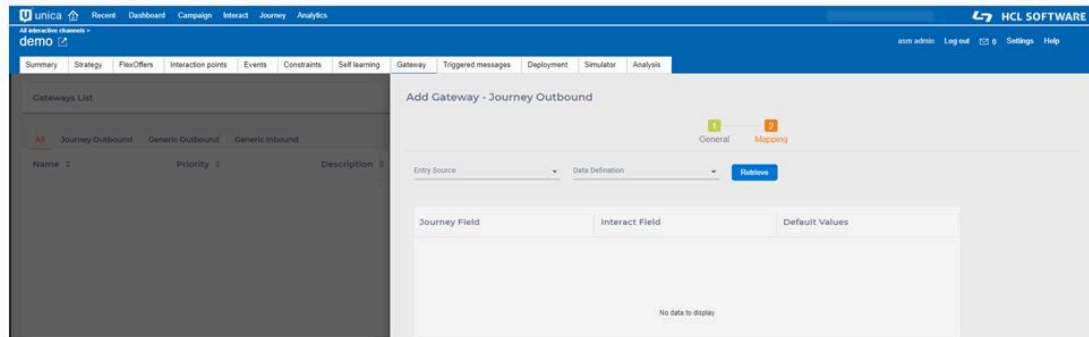 unica Recent Dashboard Campaign Interact Journey Analytics HCL SOFTWARE
All interactive channels >
demo asm admin Log out 0 Settings Help
Summary Strategy FlexOffers Interaction points Events Constraints Self learning Gateway Triggered messages Deployment Simulator Analysis
Gateways List Add Gateway - Journey Outbound
1 2
All Journey Outbound Generic Outbound Generic Inbound General Mapping
Name Priority Description Entry Source Data Defination Retrieve
Journey Field Interact Field Default Values
No data to display